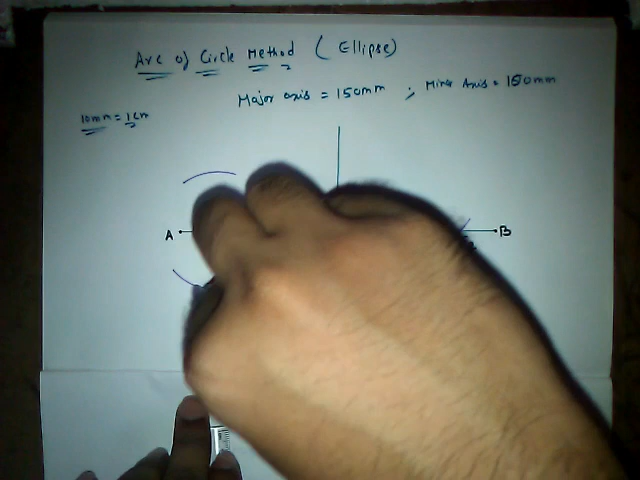 Arc of Circle Method (Ellipse)
Major axis = 150mm ; Minor Axis = 100mm
10mm = 1cm
A
B